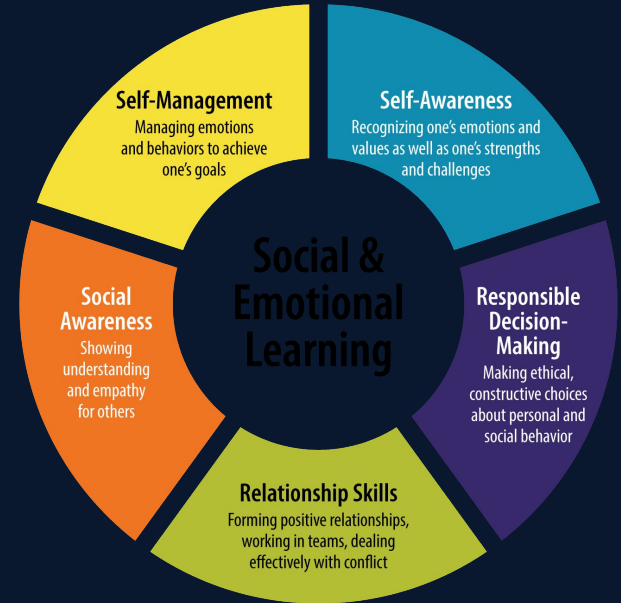 Self-Management
Managing emotions
and behaviors to achieve
one's goals
Self-Awareness
Recognizing one's emotions and
values as well as one's strengths
and challenges
Social &
Emotional
Learning
Social
Awareness
Showing
understanding
and empathy
for others
Responsible
Decision-
Making
Making ethical,
constructive choices
about personal and
social behavior
Relationship Skills
Forming positive relationships,
working in teams, dealing
effectively with conflict